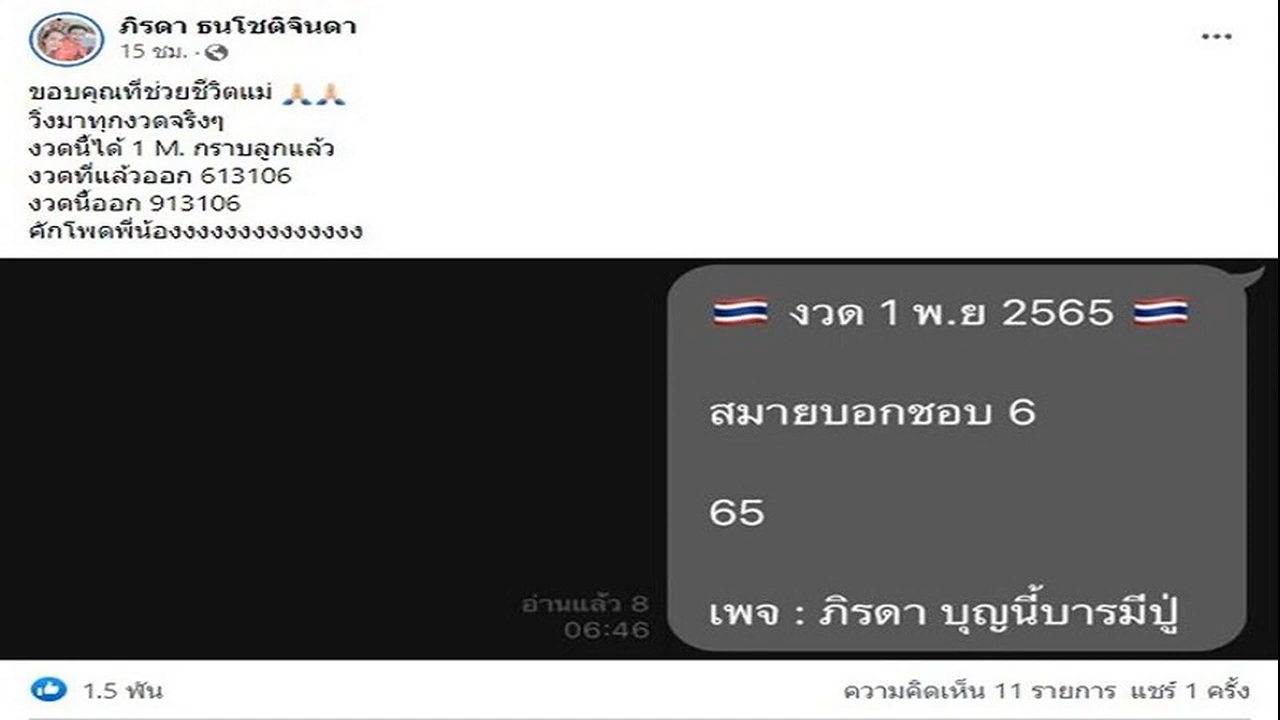 ภิรดา ธนโชติจินดา
15 ชม. ·
ขอบคุณที่ช่วยชีวิตแม่ 🙏🏻🙏🏻
วิ่งมาทุกงวดจริงๆ
งวดนี้ได้ 1 M. กราบลูกแล้ว
งวดที่แล้วออก 613106
งวดนี้ออก 913106
คักโพดพี่น้องงงงงงงงงงงงงงง
🇹🇭 งวด 1 พ.ย 2565 🇹🇭
สมายบอกชอบ 6
65
เพจ : ภิรดา บุญนี้บารมีปู่
อ่านแล้ว 8
06:46
1.5 พัน
ความคิดเห็น 11 รายการ แชร์ 1 ครั้ง